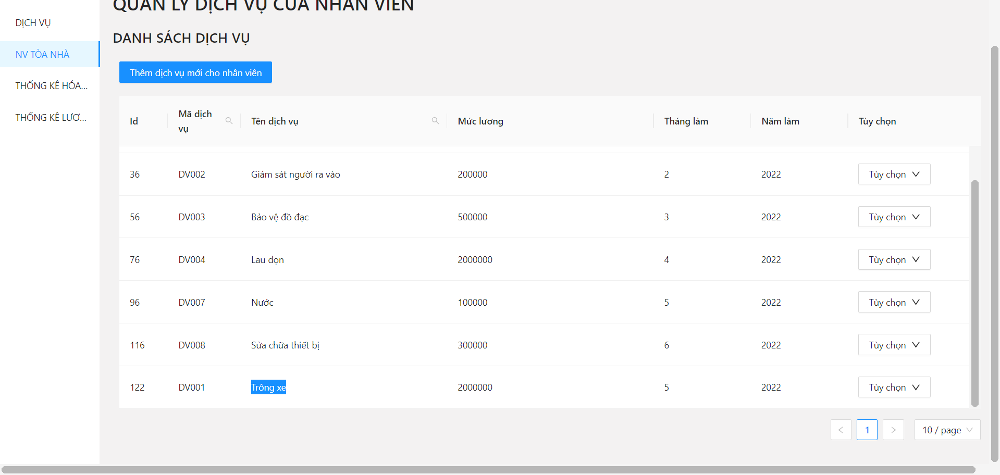 QUẢN LÝ DỊCH VỤ CỦA NHÂN VIÊN
DỊCH VỤ
NV TÒA NHÀ
THỐNG KÊ HÓA...
THỐNG KÊ LƯƠ...
DANH SÁCH DỊCH VỤ
Thêm dịch vụ mới cho nhân viên
Id Mã dịch vụ Tên dịch vụ Mức lương Tháng làm Năm làm Tùy chọn
36 DV002 Giám sát người ra vào 200000 2 2022 Tùy chọn
56 DV003 Bảo vệ đồ đạc 500000 3 2022 Tùy chọn
76 DV004 Lau dọn 2000000 4 2022 Tùy chọn
96 DV007 Nước 100000 5 2022 Tùy chọn
116 DV008 Sửa chữa thiết bị 300000 6 2022 Tùy chọn
122 DV001 Trông xe 2000000 5 2022 Tùy chọn
< 1 > 10 / page